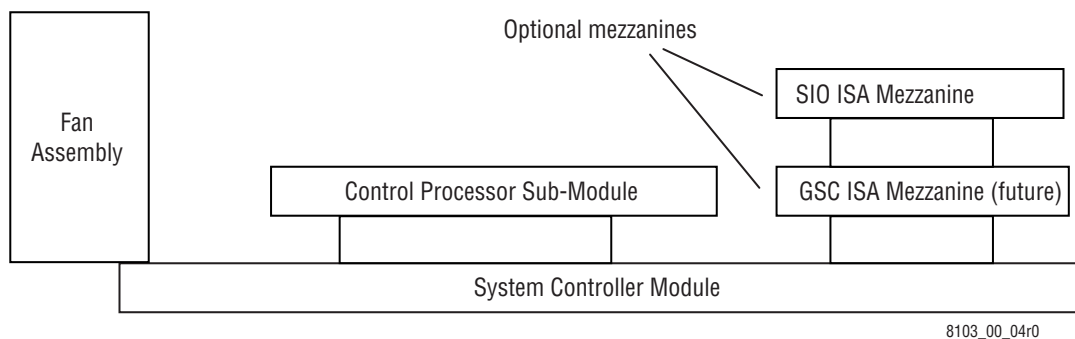 Optional mezzanines
SIO ISA Mezzanine
Fan
Assembly
Control Processor Sub-Module
GSC ISA Mezzanine (future)
System Controller Module
8103_00_04r0